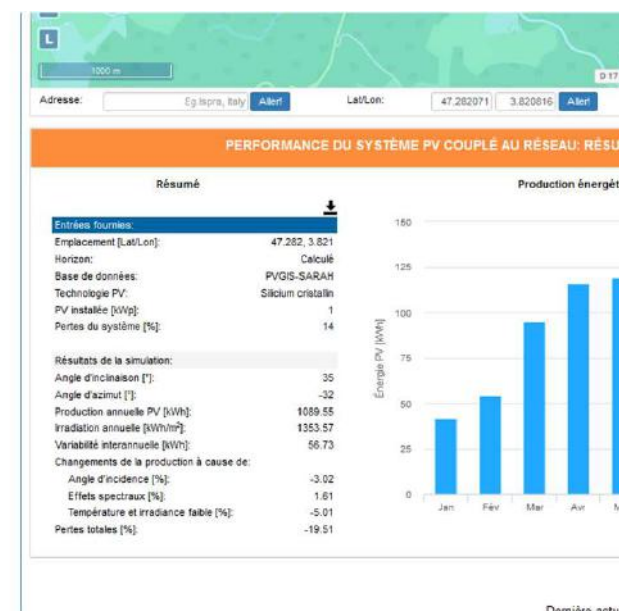 L
1000 m
D 17
Adresse: Eg.Ispra, Italy Aller! Lat/Lon: 47.282071 3.820816 Aller!
PERFORMANCE DU SYSTÈME PV COUPLÉ AU RÉSEAU: RÉSU
Résumé
Entrées fournies:
Emplacement [Lat/Lon]: 47.282, 3.821
Horizon: Calculé
Base de données: PVGIS-SARAH
Technologie PV: Silicium cristallin
PV installée [kWp]: 1
Pertes du système [%]: 14
Résultats de la simulation:
Angle d'inclinaison [°]: 35
Angle d'azimut [°]: -32
Production annuelle PV [kWh]: 1089.55
Irradiation annuelle [kWh/m²]: 1353.57
Variabilité interannuelle [kWh]: 56.73
Changements de la production à cause de:
Angle d'incidence [%]: -3.02
Effets spectraux [%]: 1.61
Température et irradiance faible [%]: -5.01
Pertes totales [%]: -19.51
Production énergét
Énergie PV [kWh]
150
125
100
75
50
25
0
Jan Fév Mar Avr M
Dernière actu